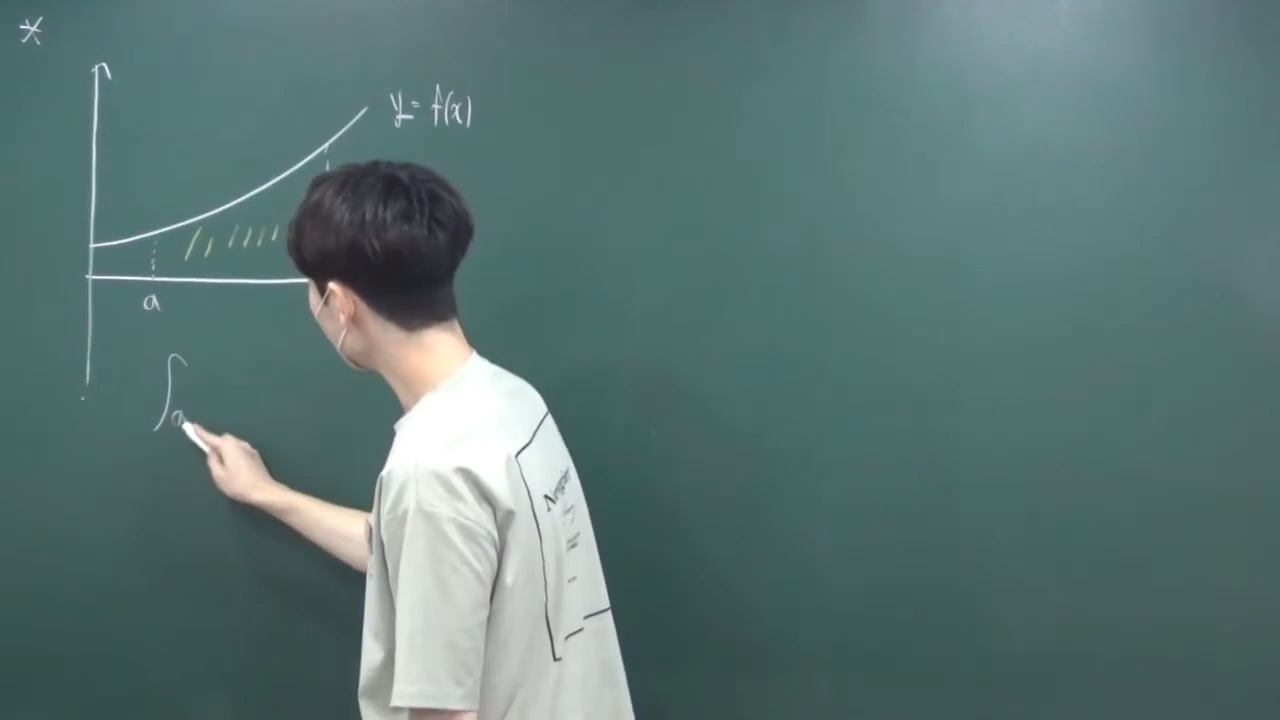 *
y = f(x)
a
∫a